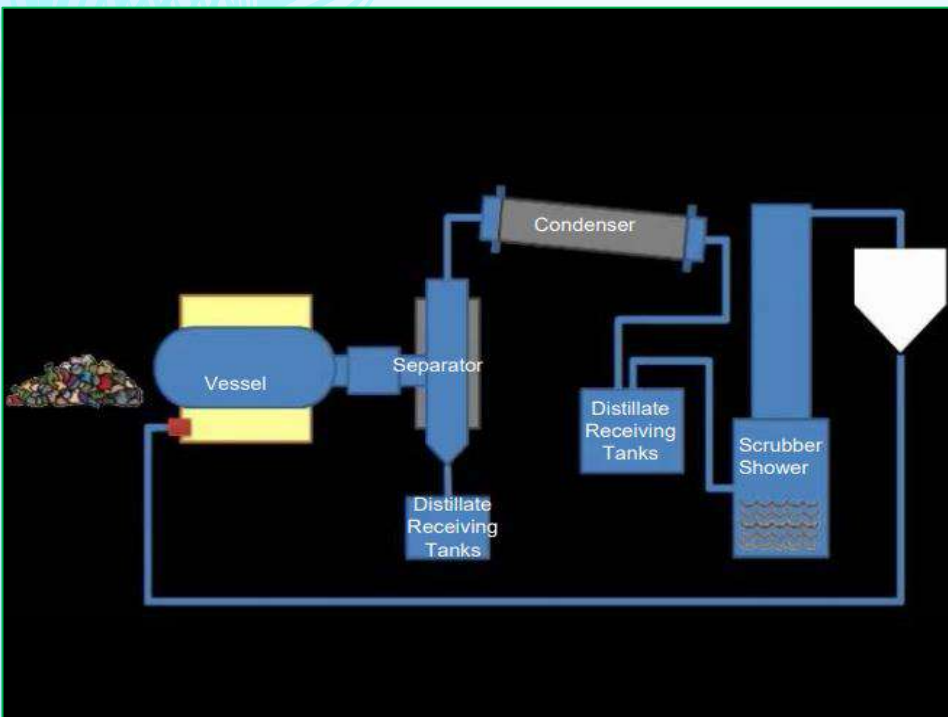 Condenser
Separator
Vessel
Distillate
Receiving
Tanks
Scrubber
Shower
Distillate
Receiving
Tanks